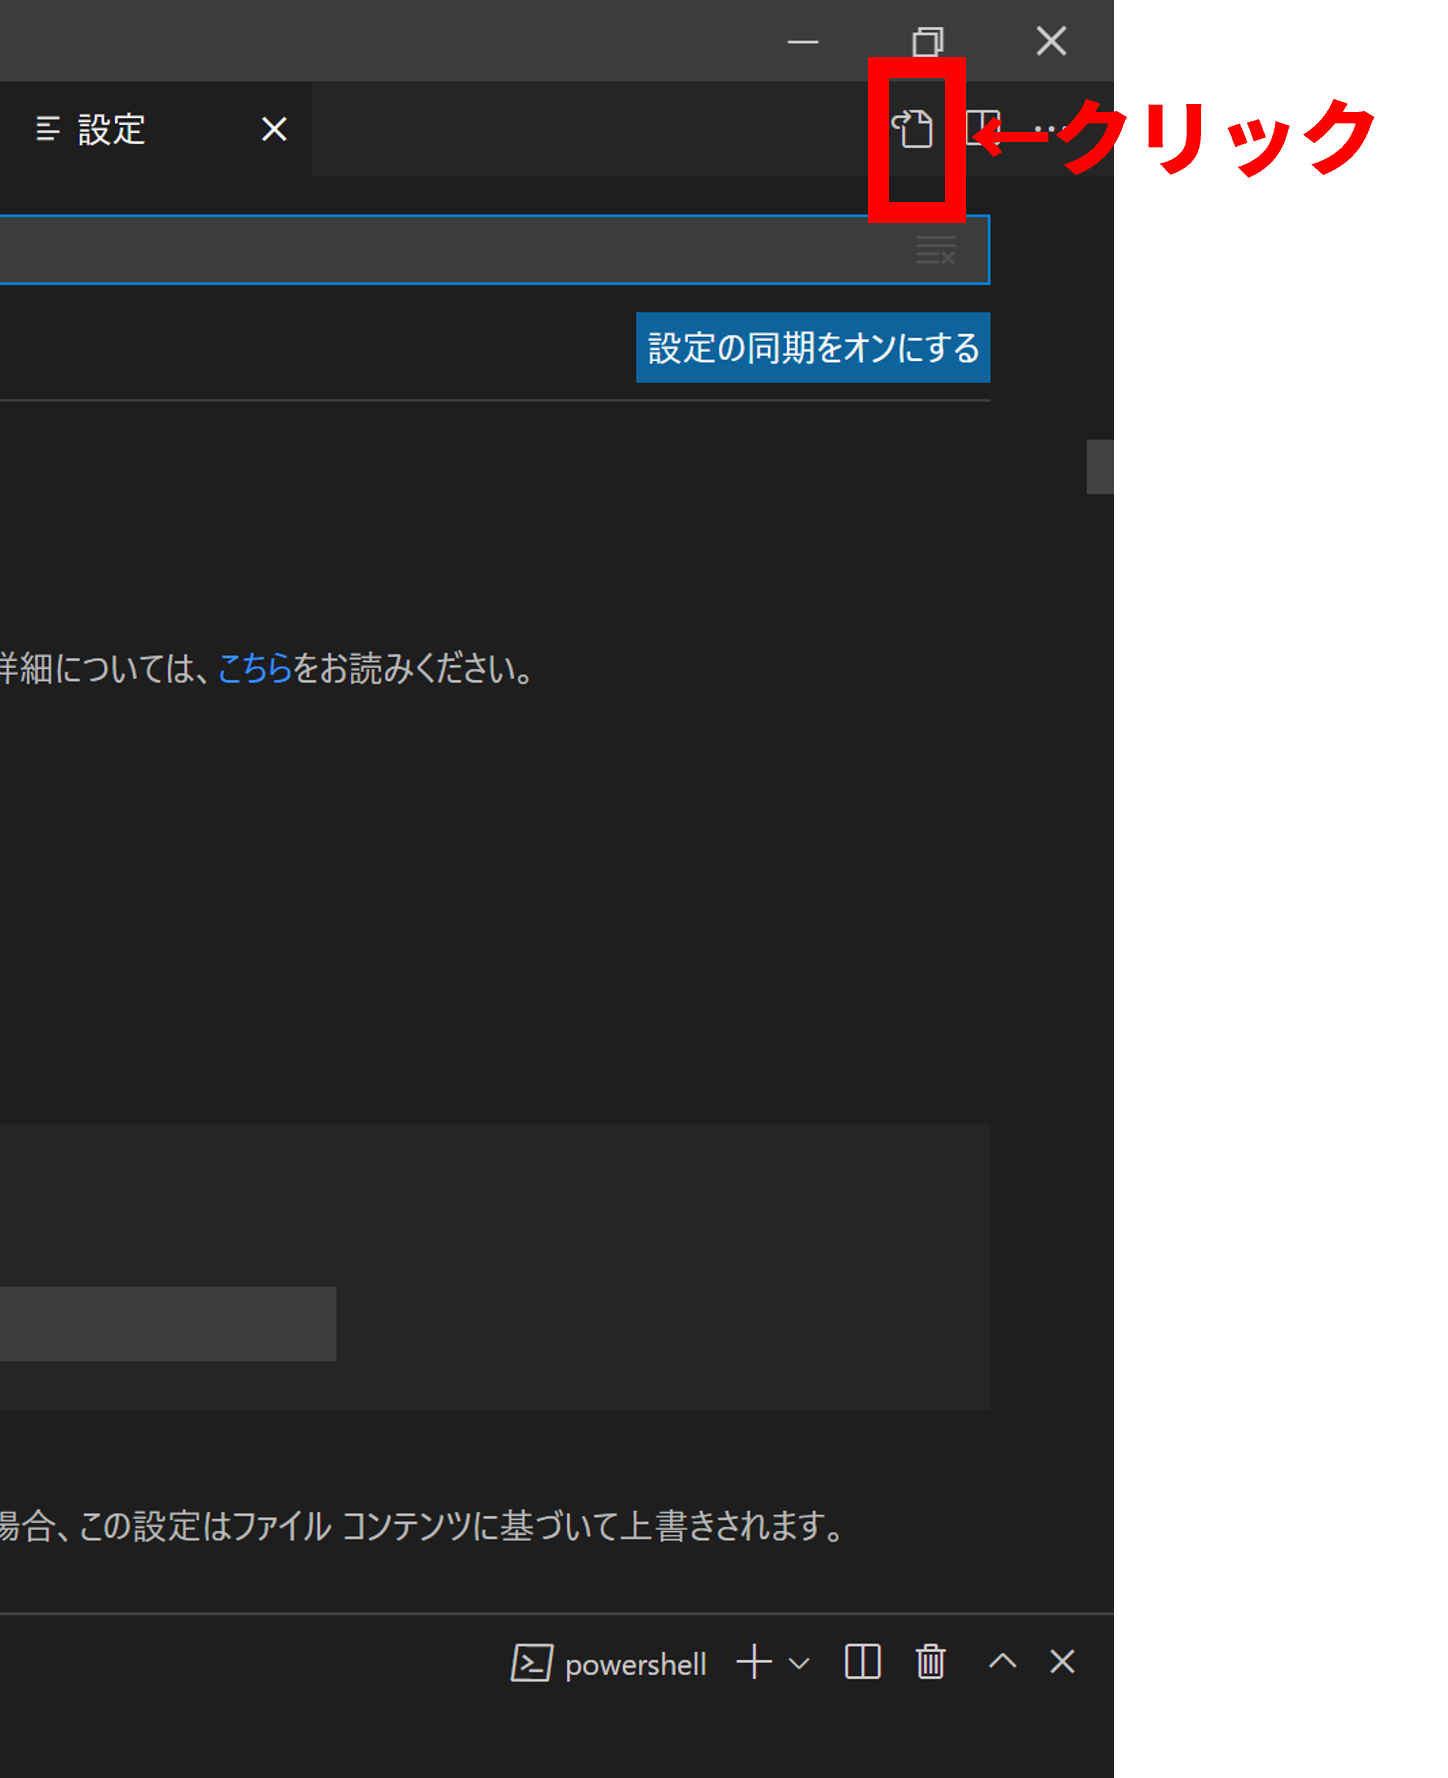 設定
←クリック
設定の同期をオンにする
詳細については、こちらをお読みください。
場合、この設定はファイル コンテンツに基づいて上書きされます。
powershell